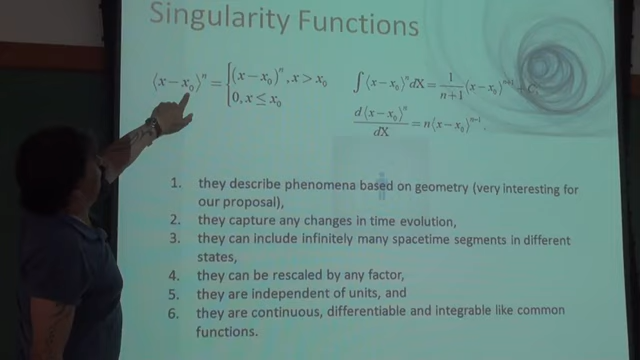 Singularity Functions
⟨x − x₀⟩ⁿ = { (x − x₀)ⁿ, x > x₀
0, x ≤ x₀
∫⟨x − x₀⟩ⁿ dX = 1/(n+1) ⟨x − x₀⟩ⁿ⁺¹ + C,
d⟨x − x₀⟩ⁿ/dX = n⟨x − x₀⟩ⁿ⁻¹.
1. they describe phenomena based on geometry (very interesting for
our proposal),
2. they capture any changes in time evolution,
3. they can include infinitely many spacetime segments in different
states,
4. they can be rescaled by any factor,
5. they are independent of units, and
6. they are continuous, differentiable and integrable like common
functions.